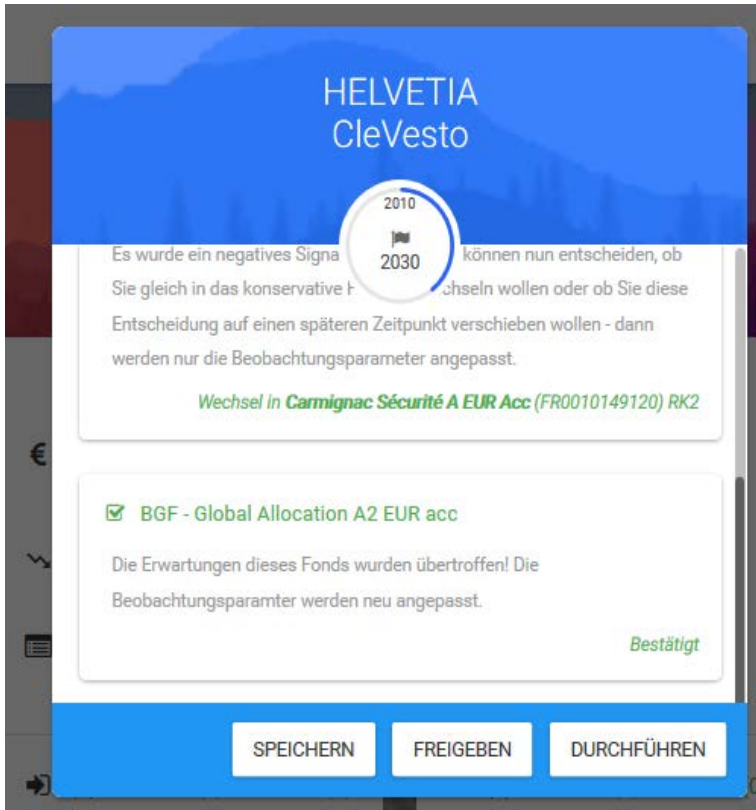 HELVETIA
CleVesto
2010
2030
Es wurde ein negatives Signa können nun entscheiden, ob
Sie gleich in das konservative chseln wollen oder ob Sie diese
Entscheidung auf einen späteren Zeitpunkt verschieben wollen - dann
werden nur die Beobachtungsparameter angepasst.
Wechsel in Carmignac Sécurité A EUR Acc (FR0010149120) RK2
€
BGF - Global Allocation A2 EUR acc
Die Erwartungen dieses Fonds wurden übertroffen! Die
Beobachtungsparamter werden neu angepasst.
Bestätigt
SPEICHERN
FREIGEBEN
DURCHFÜHREN